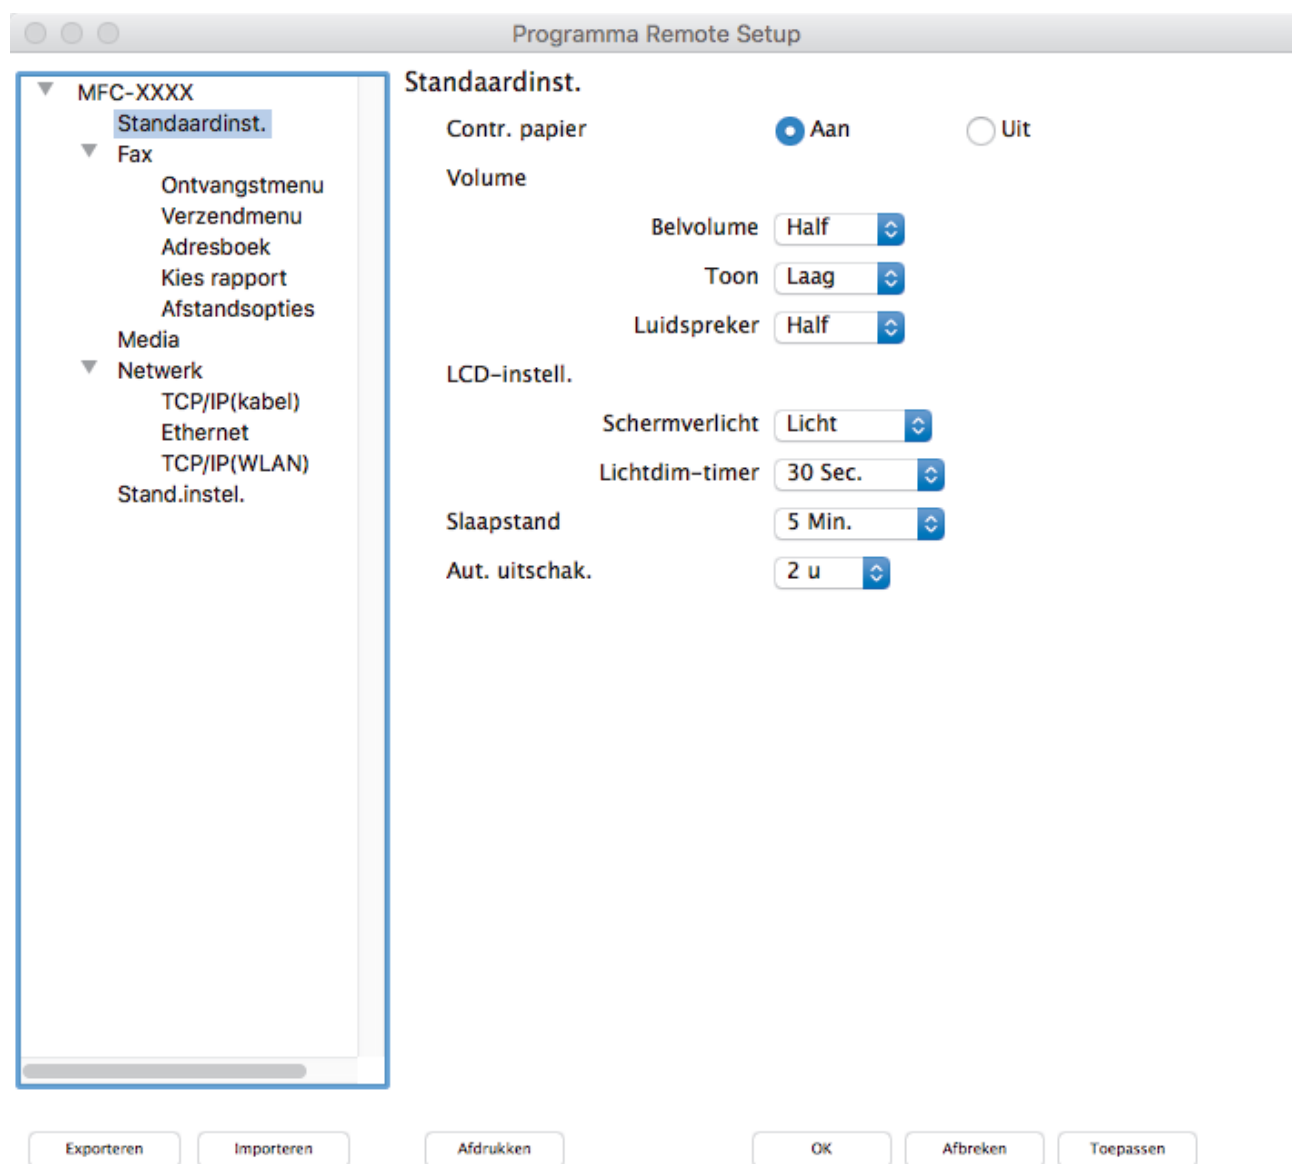 Programma Remote Setup
MFC-XXXX
Standaardinst.
Fax
Ontvangstmenu
Verzendmenu
Adresboek
Kies rapport
Afstandsopties
Media
Netwerk
TCP/IP(kabel)
Ethernet
TCP/IP(WLAN)
Stand.instel.
Standaardinst.
Contr. papier Aan Uit
Volume
Belvolume Half
Toon Laag
Luidspreker Half
LCD-instell.
Schermverlicht Licht
Lichtdim-timer 30 Sec.
Slaapstand 5 Min.
Aut. uitschak. 2 u
Exporteren Importeren Afdrukken OK Afbreken Toepassen